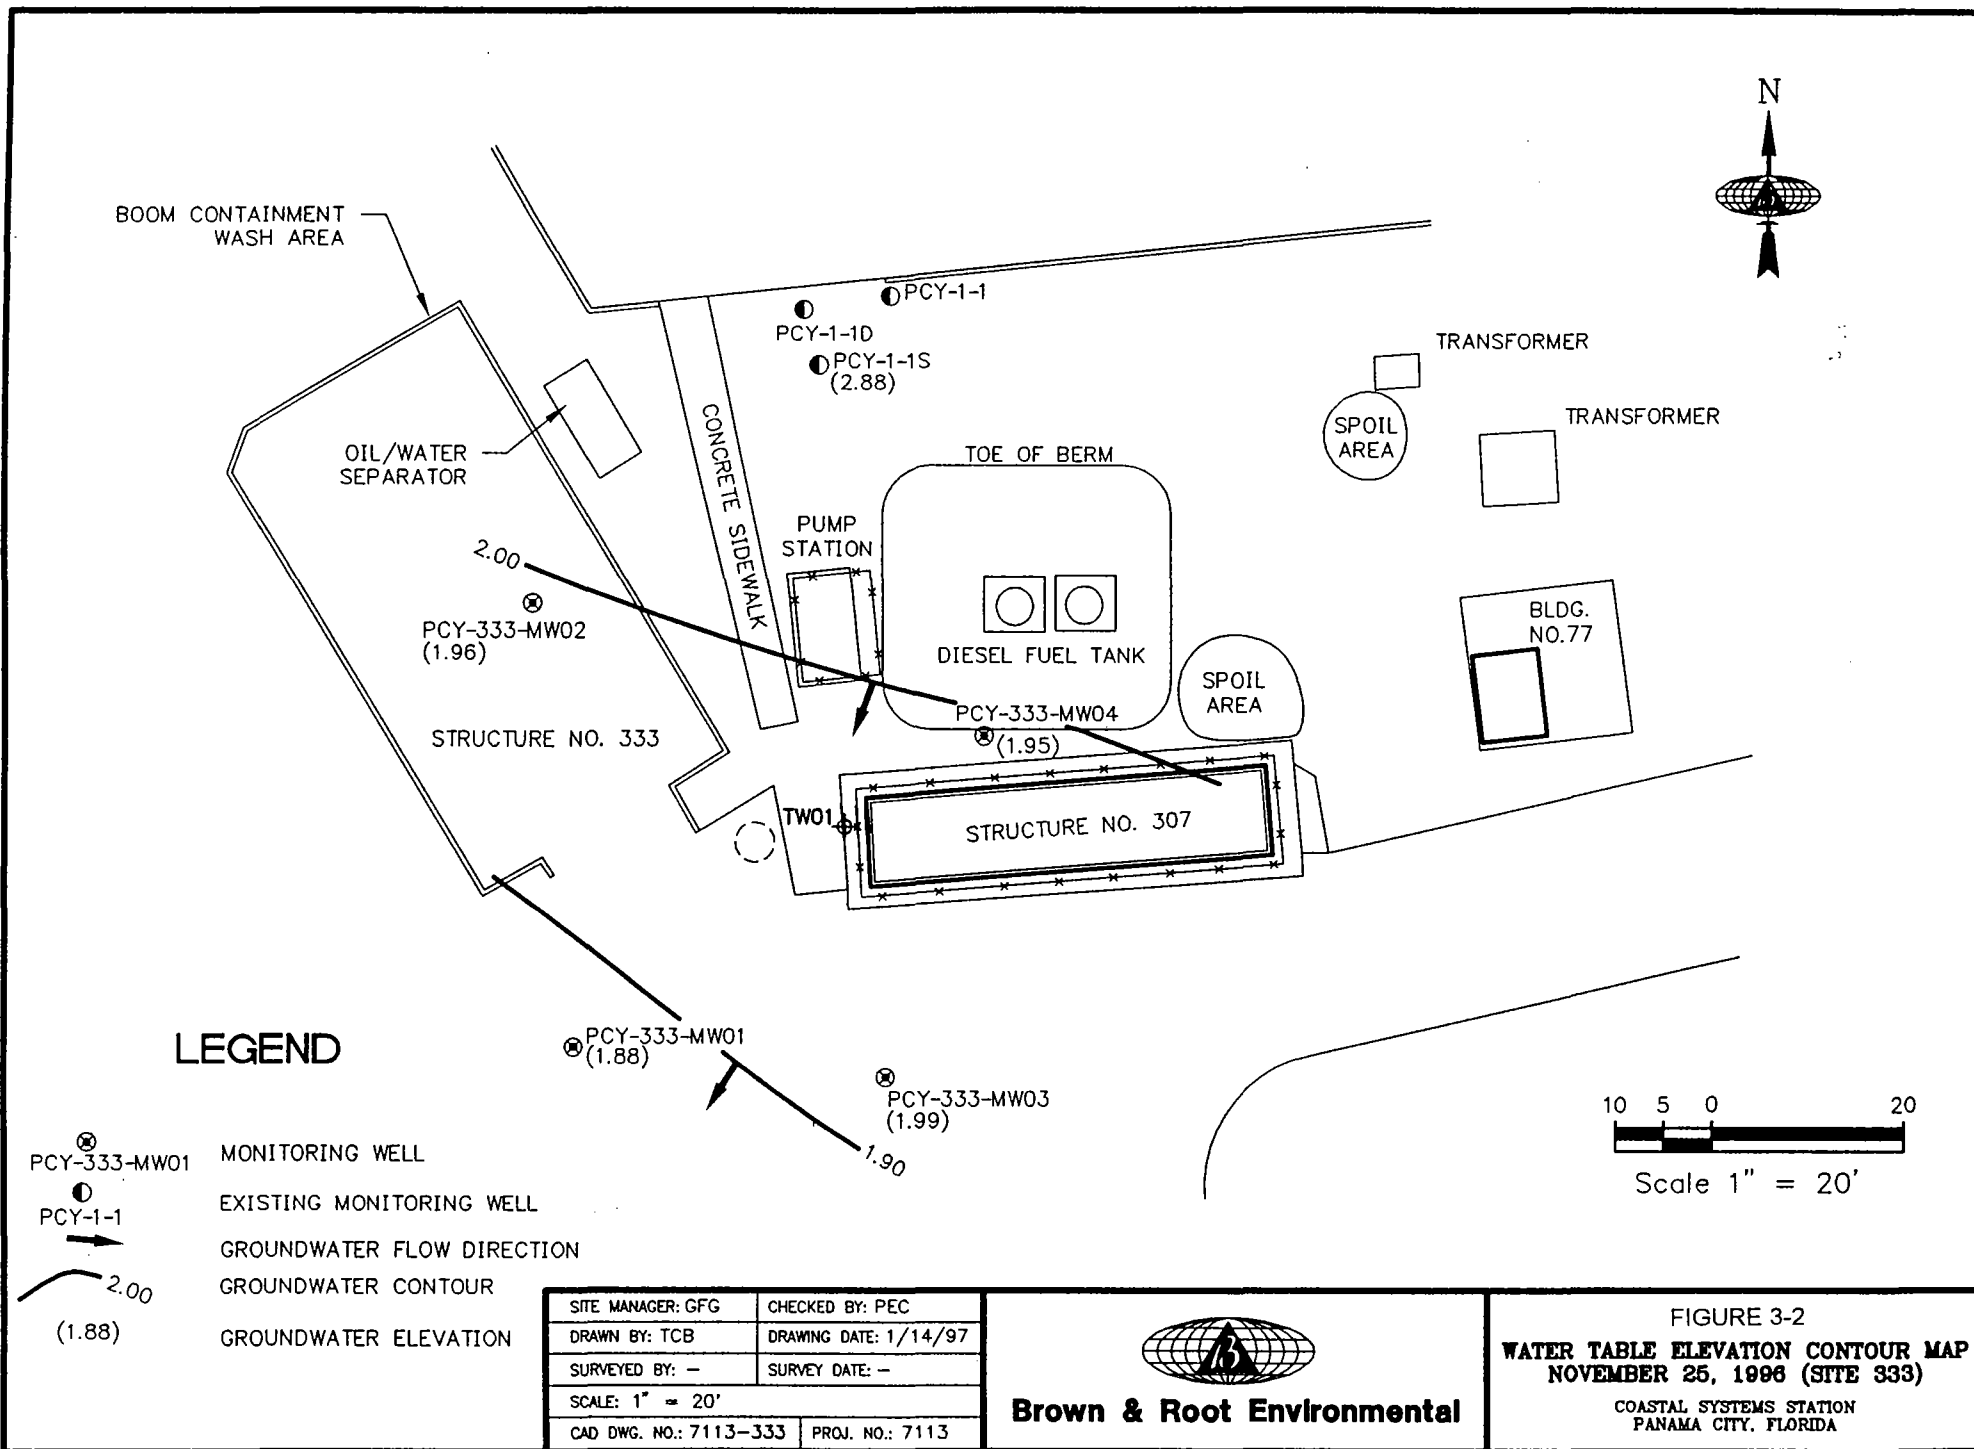 N
BOOM CONTAINMENT
WASH AREA
PCY-1-1
PCY-1-1D
PCY-1-1S
(2.88)
TRANSFORMER
TRANSFORMER
SPOIL
AREA
OIL/WATER
SEPARATOR
CONCRETE SIDEWALK
TOE OF BERM
PUMP
STATION
2.00
PCY-333-MW02
(1.96)
DIESEL FUEL TANK
BLDG.
NO.77
SPOIL
AREA
PCY-333-MW04
(1.95)
STRUCTURE NO. 333
TW01
STRUCTURE NO. 307
PCY-333-MW01
(1.88)
PCY-333-MW03
(1.99)
1.90
10 5 0 20
Scale 1" = 20'
LEGEND
PCY-333-MW01
MONITORING WELL
PCY-1-1
EXISTING MONITORING WELL
GROUNDWATER FLOW DIRECTION
2.00
GROUNDWATER CONTOUR
(1.88)
GROUNDWATER ELEVATION
SITE MANAGER: GFG
CHECKED BY: PEC
DRAWN BY: TCB
DRAWING DATE: 1/14/97
SURVEYED BY: –
SURVEY DATE: –
SCALE: 1" = 20'
CAD DWG. NO.: 7113-333
PROJ. NO.: 7113
Brown & Root Environmental
FIGURE 3-2
WATER TABLE ELEVATION CONTOUR MAP
NOVEMBER 25, 1996 (SITE 333)
COASTAL SYSTEMS STATION
PANAMA CITY, FLORIDA